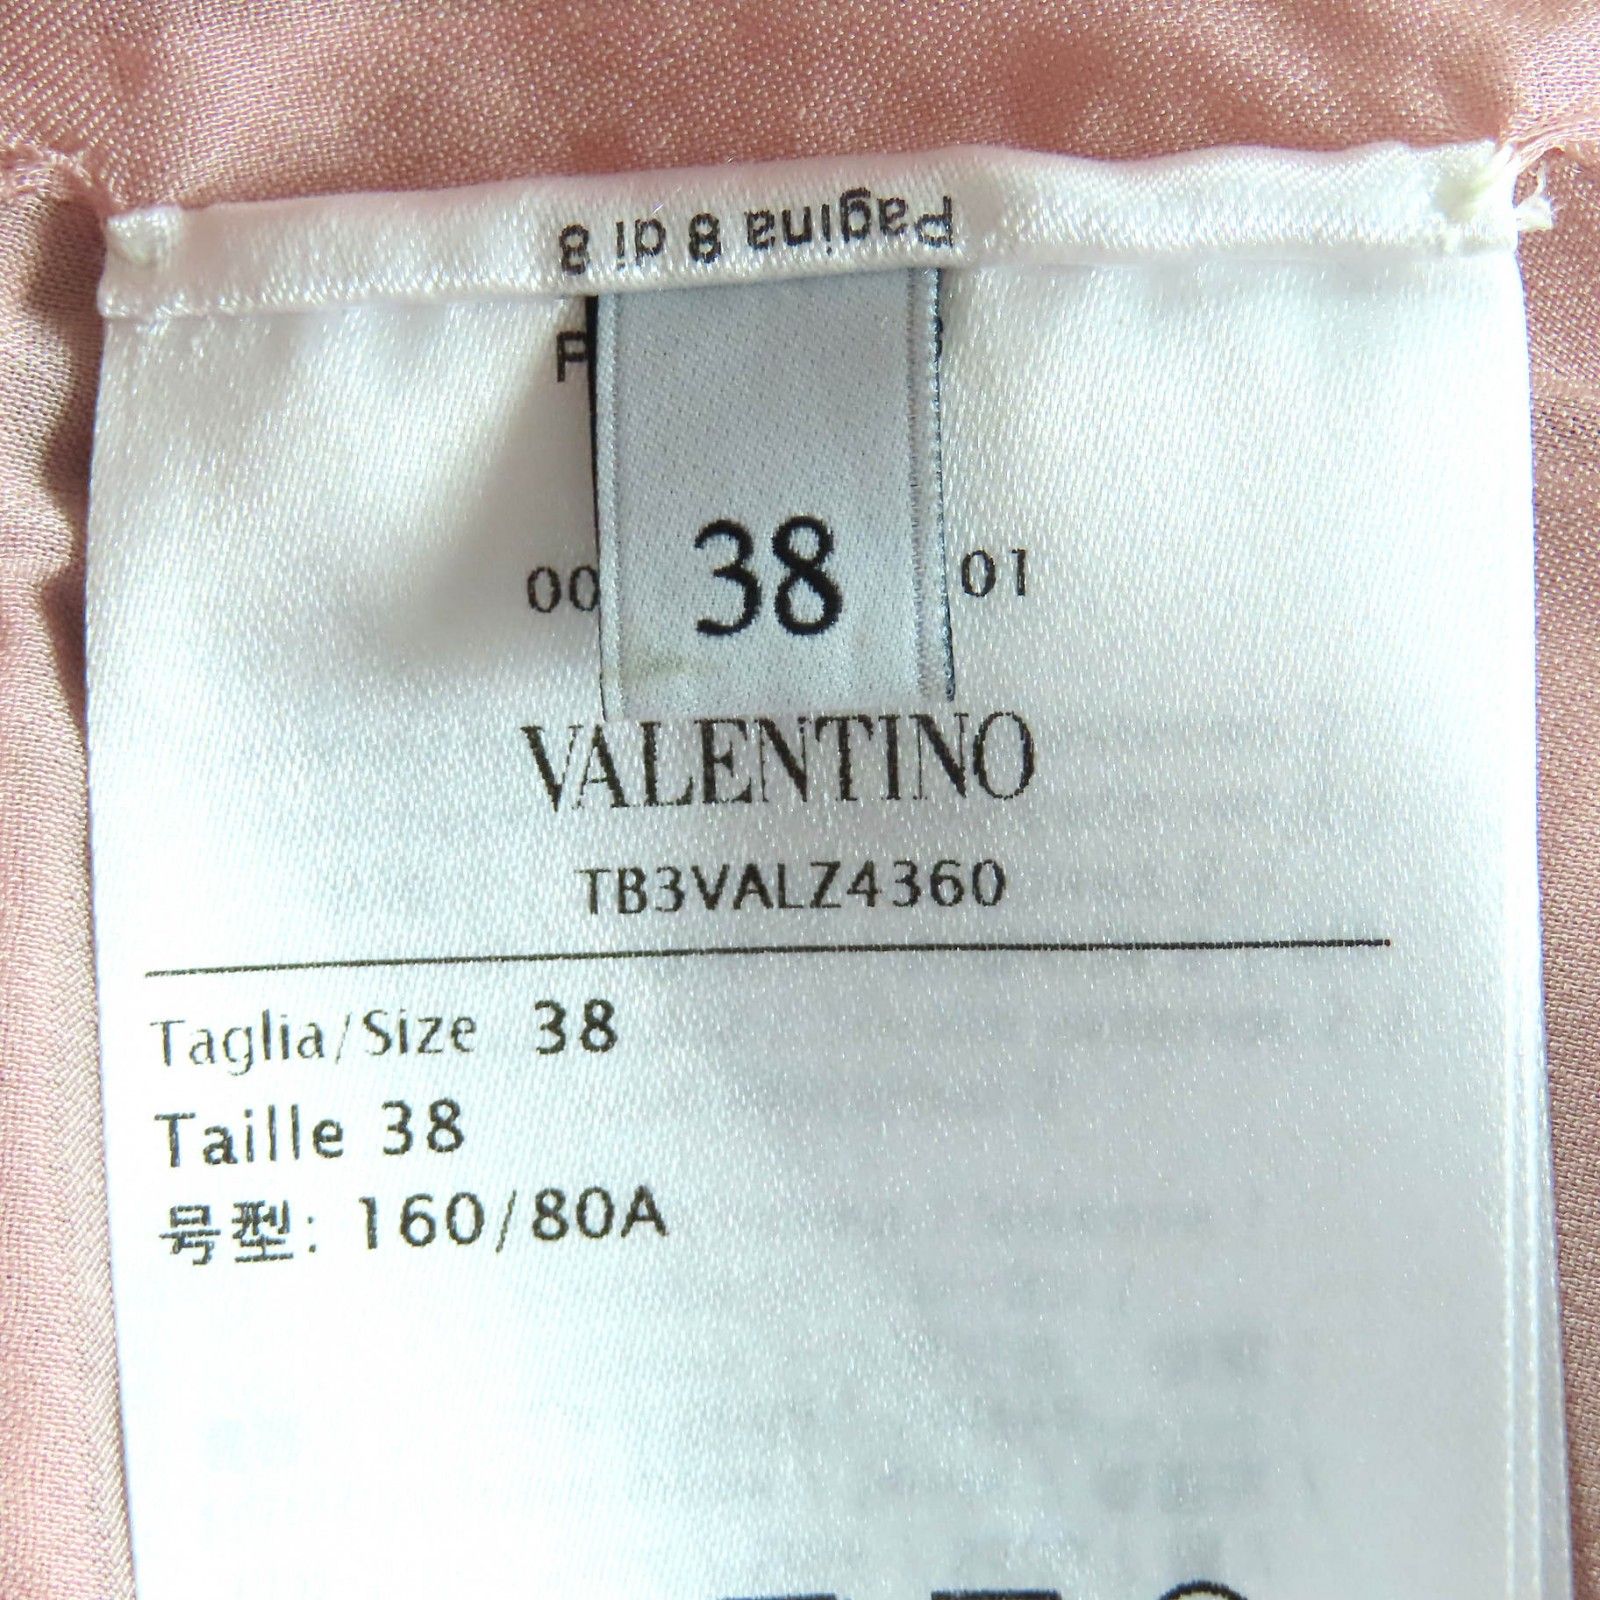 Pagina 8 di 8
38
00 01
VALENTINO
TB3VALZ4360
Taglia/Size 38
Taille 38
号型: 160/80A